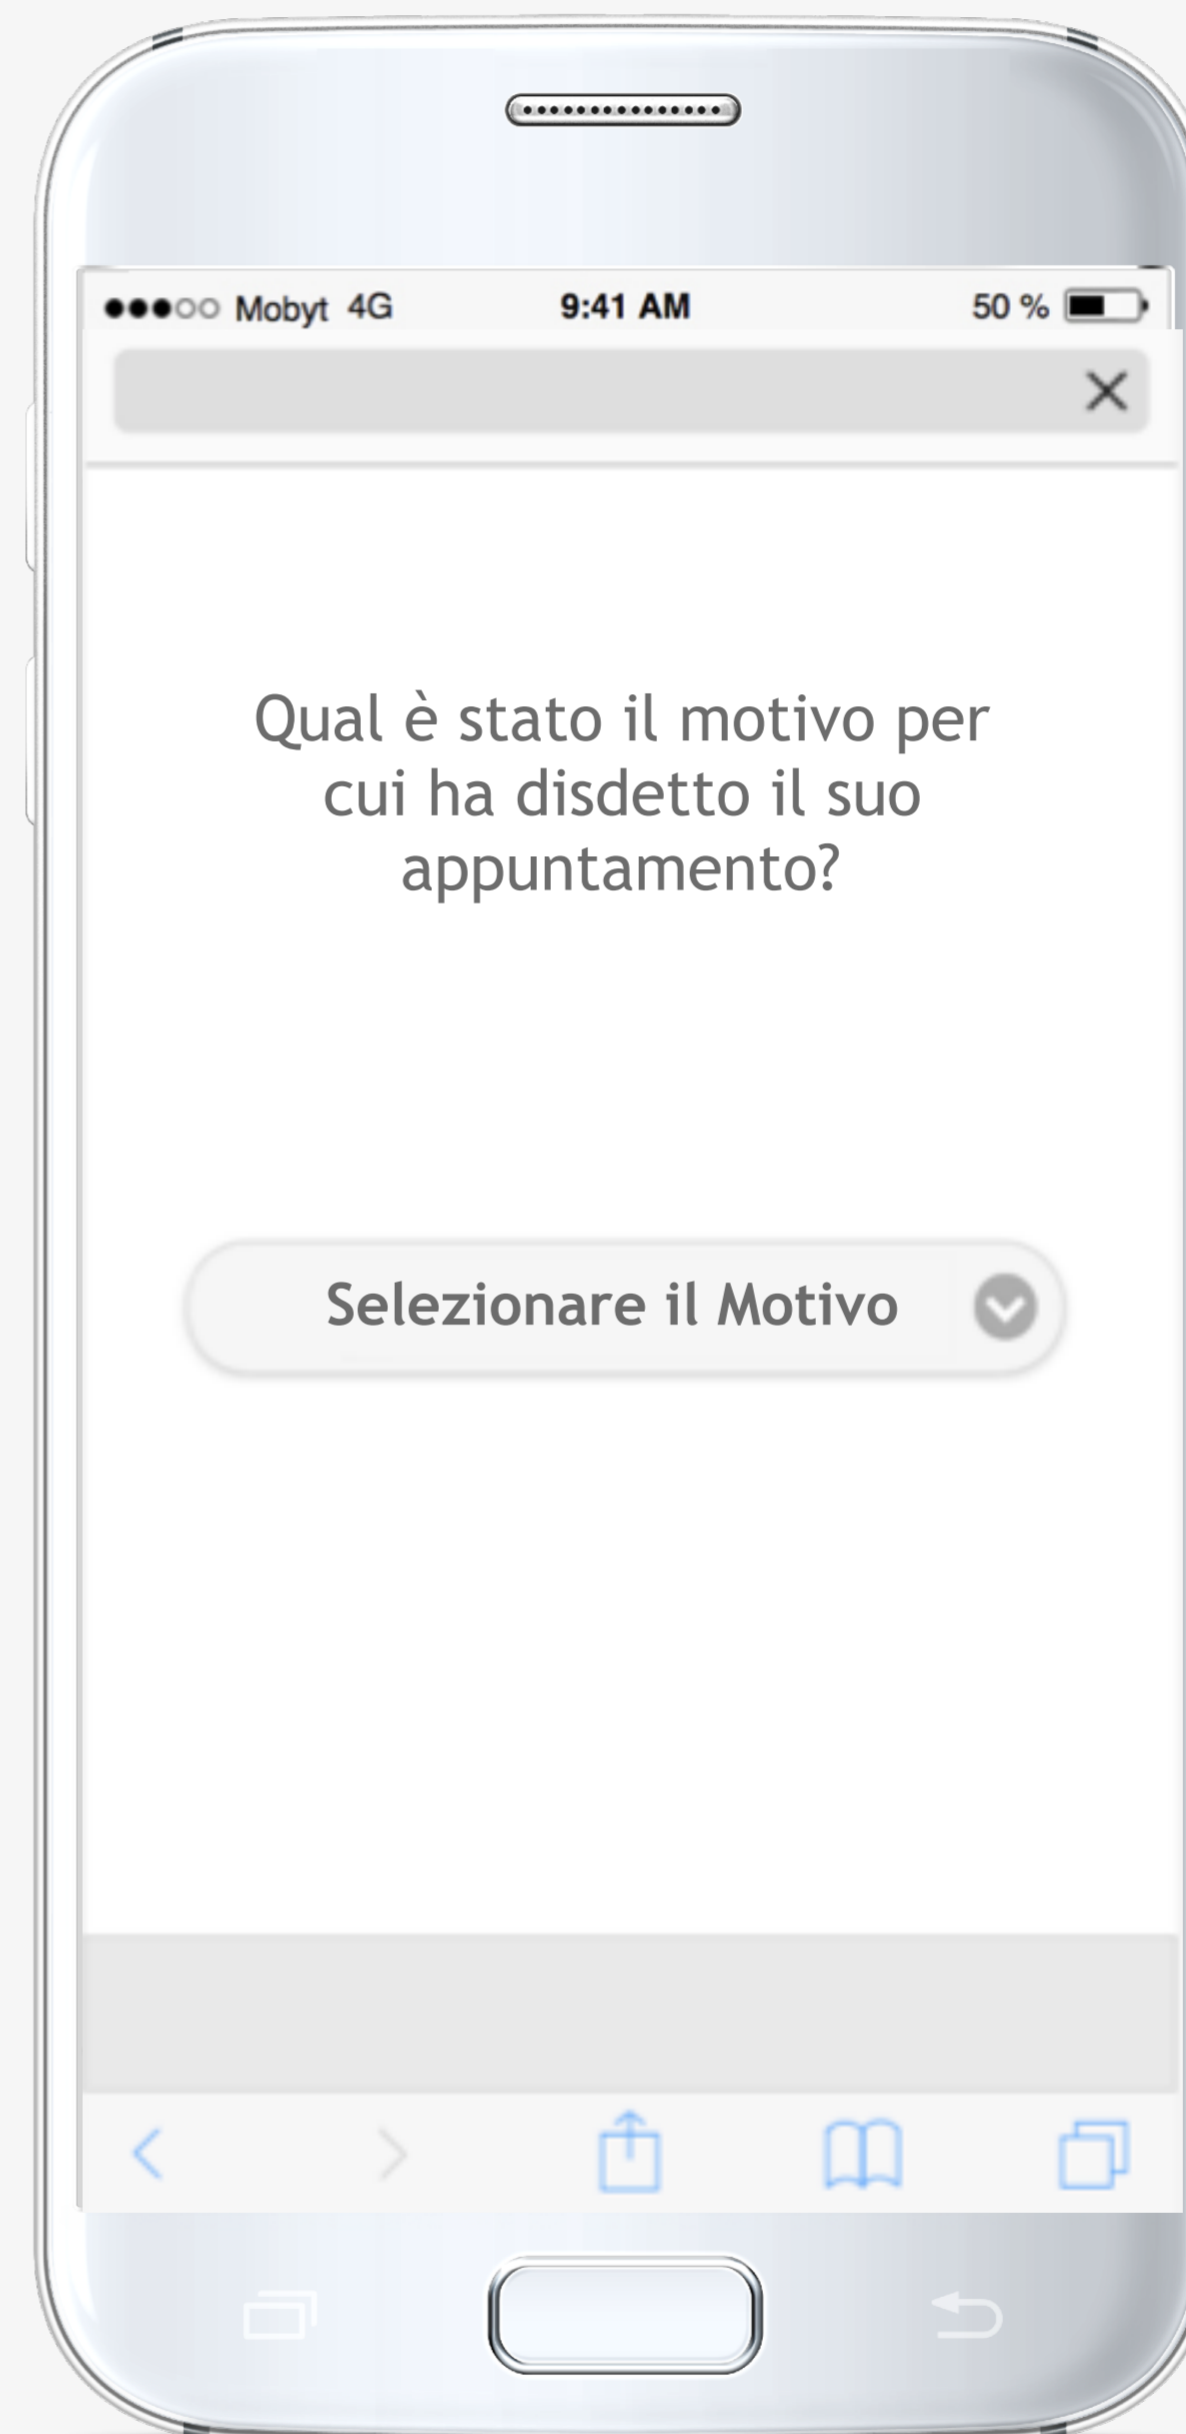 Mobyt 4G 9:41 AM 50 %
Qual è stato il motivo per
cui ha disdetto il suo
appuntamento?
Selezionare il Motivo